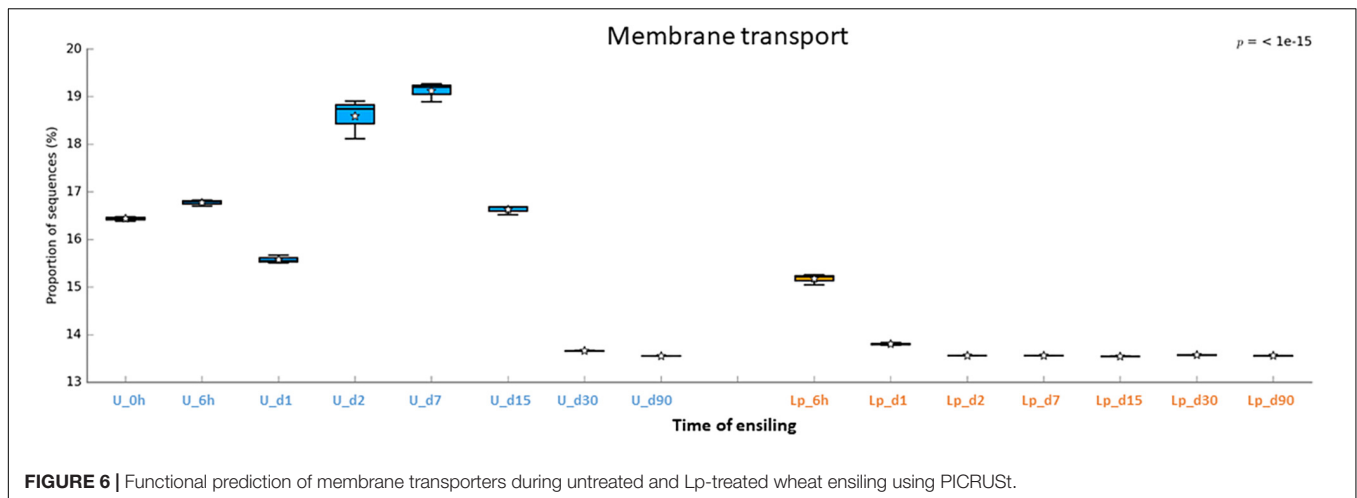 Membrane transport
p = < 1e-15
Proportion of sequences (%)
20
19
18
17
16
15
14
13
U_0h U_6h U_d1 U_d2 U_d7 U_d15 U_d30 U_d90 Lp_6h Lp_d1 Lp_d2 Lp_d7 Lp_d15 Lp_d30 Lp_d90
Time of ensiling
FIGURE 6 | Functional prediction of membrane transporters during untreated and Lp-treated wheat ensiling using PICRUSt.